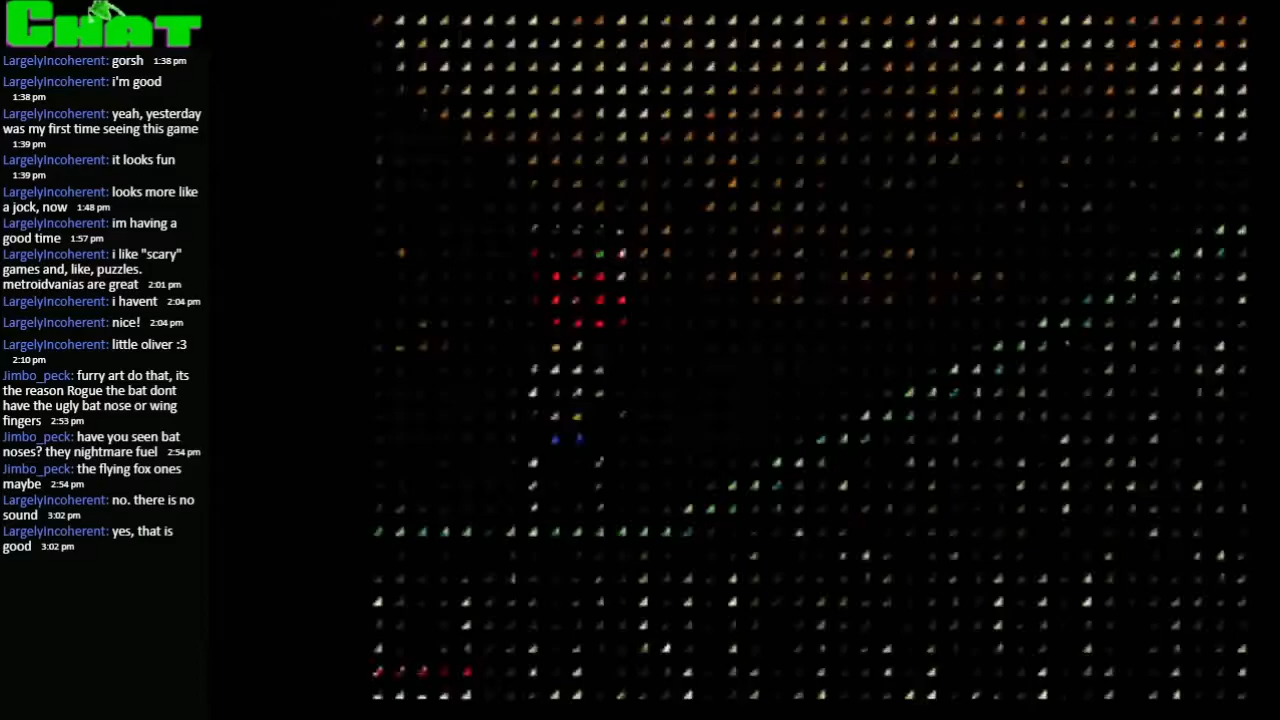 CHAT
LargelyIncoherent: gorsh 1:38 pm
LargelyIncoherent: i'm good
1:38 pm
LargelyIncoherent: yeah, yesterday
was my first time seeing this game
1:39 pm
LargelyIncoherent: it looks fun
1:39 pm
LargelyIncoherent: looks more like
a jock, now 1:48 pm
LargelyIncoherent: im having a
good time 1:57 pm
LargelyIncoherent: i like "scary"
games and, like, puzzles.
metroidvanias are great 2:01 pm
LargelyIncoherent: i havent 2:04 pm
LargelyIncoherent: nice! 2:04 pm
LargelyIncoherent: little oliver :3
2:10 pm
Jimbo_peck: furry art do that, its
the reason Rogue the bat dont
have the ugly bat nose or wing
fingers 2:53 pm
Jimbo_peck: have you seen bat
noses? they nightmare fuel 2:54 pm
Jimbo_peck: the flying fox ones
maybe 2:54 pm
LargelyIncoherent: no. there is no
sound 3:02 pm
LargelyIncoherent: yes, that is
good 3:02 pm